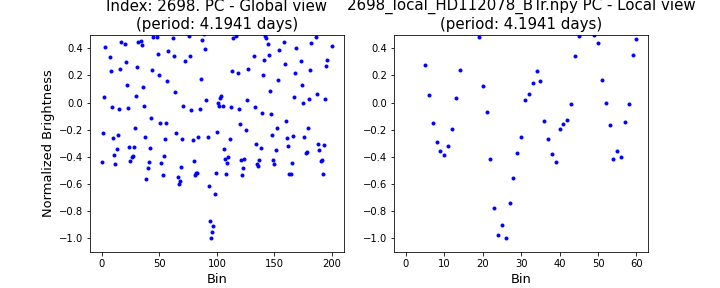 Index: 2698. PC - Global view
(period: 4.1941 days)
2698_local_HD112078_BTr.npy PC - Local view
(period: 4.1941 days)
Normalized Brightness
0.4
0.2
0.0
−0.2
−0.4
−0.6
−0.8
−1.0
0 50 100 150 200
Bin
0.4
0.2
0.0
−0.2
−0.4
−0.6
−0.8
−1.0
0 10 20 30 40 50 60
Bin